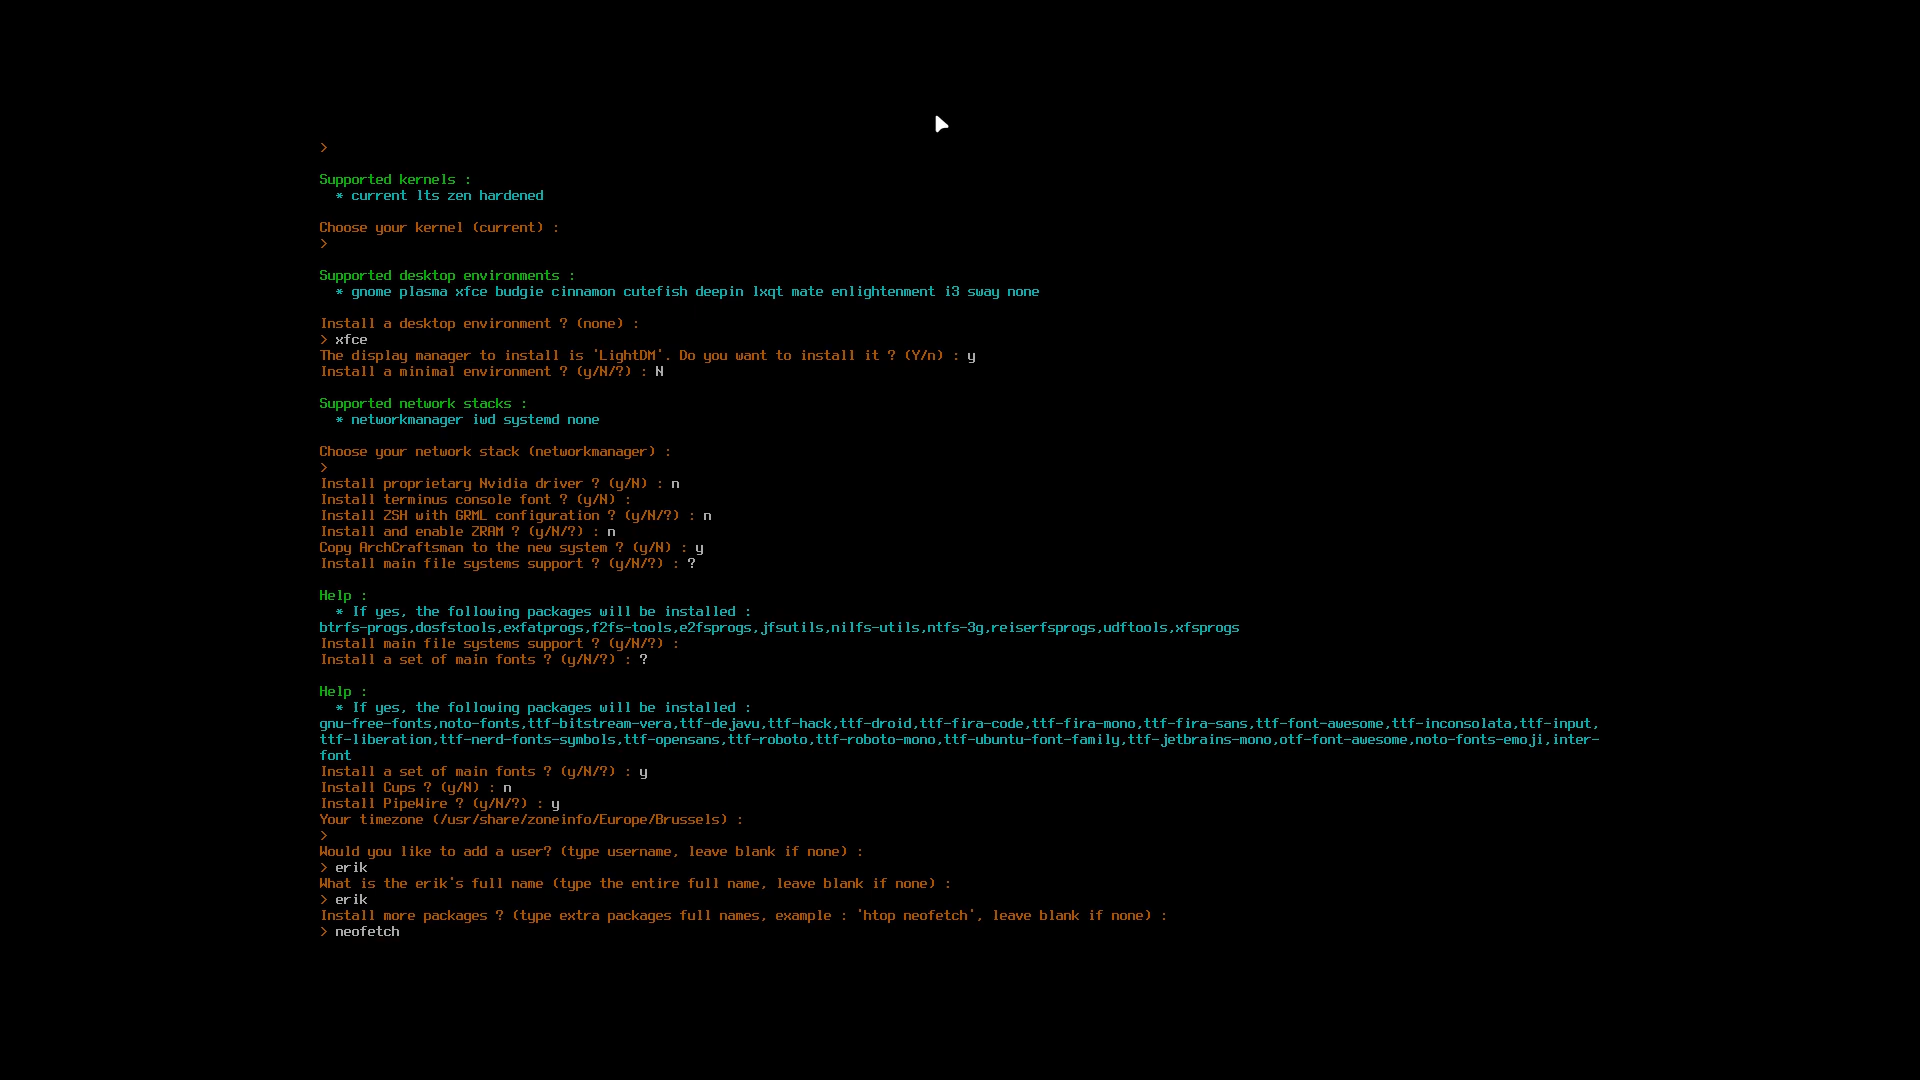 >
Supported kernels :
* current lts zen hardened
Choose your kernel (current) :
>
Supported desktop environments :
* gnome plasma xfce budgie cinnamon cutefish deepin lxqt mate enlightenment i3 sway none
Install a desktop environment ? (none) :
> xfce
The display manager to install is 'LightDM'. Do you want to install it ? (Y/n) : y
Install a minimal environment ? (y/N/?) : N
Supported network stacks :
* networkmanager iwd systemd none
Choose your network stack (networkmanager) :
>
Install proprietary Nvidia driver ? (y/N) : n
Install terminus console font ? (y/N) :
Install ZSH with GRML configuration ? (y/N/?) : n
Install and enable ZRAM ? (y/N/?) : n
Copy ArchCraftsman to the new system ? (y/N) : y
Install main file systems support ? (y/N/?) : ?
Help :
* If yes, the following packages will be installed :
btrfs-progs,dosfstools,exfatprogs,f2fs-tools,e2fsprogs,jfsutils,nilfs-utils,ntfs-3g,reiserfsprogs,udftools,xfsprogs
Install main file systems support ? (y/N/?) :
Install a set of main fonts ? (y/N/?) : ?
Help :
* If yes, the following packages will be installed :
gnu-free-fonts,noto-fonts,ttf-bitstream-vera,ttf-dejavu,ttf-hack,ttf-droid,ttf-fira-code,ttf-fira-mono,ttf-fira-sans,ttf-font-awesome,ttf-inconsolata,ttf-input,
ttf-liberation,ttf-nerd-fonts-symbols,ttf-opensans,ttf-roboto,ttf-roboto-mono,ttf-ubuntu-font-family,ttf-jetbrains-mono,otf-font-awesome,noto-fonts-emoji,inter-
font
Install a set of main fonts ? (y/N/?) : y
Install Cups ? (y/N) : n
Install PipeWire ? (y/N/?) : y
Your timezone (/usr/share/zoneinfo/Europe/Brussels) :
>
Would you like to add a user? (type username, leave blank if none) :
> erik
What is the erik's full name (type the entire full name, leave blank if none) :
> erik
Install more packages ? (type extra packages full names, example : 'htop neofetch', leave blank if none) :
> neofetch